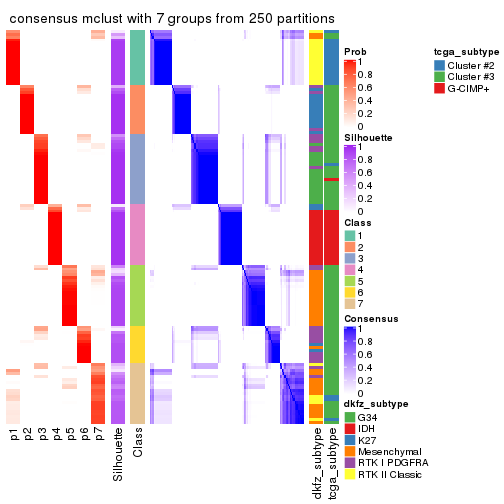 consensus mclust with 7 groups from 250 partitions
Prob
1
0.8
0.6
0.4
0.2
0
Silhouette
1
0.8
0.6
0.4
0.2
0
Class
1
2
3
4
5
6
7
Consensus
1
0.8
0.6
0.4
0.2
0
dkfz_subtype
G34
IDH
K27
Mesenchymal
RTK I PDGFRA
RTK II Classic
tcga_subtype
Cluster #2
Cluster #3
G-CIMP+
p1
p2
p3
p4
p5
p6
p7
Silhouette
Class
dkfz_subtype
tcga_subtype